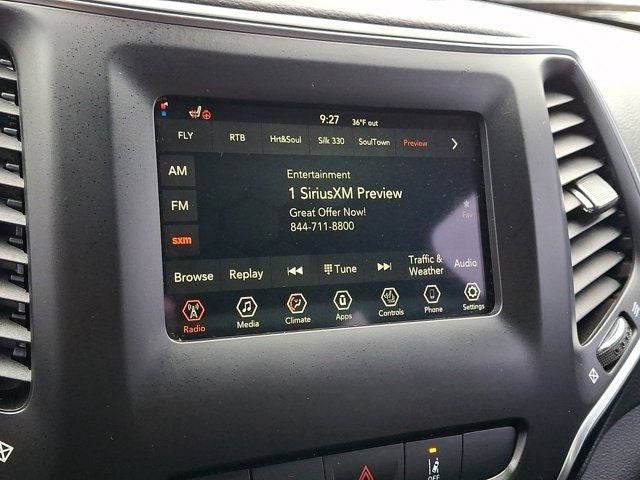 9:27 36°F out
FLY RTB Hrt&Soul Silk 330 SoulTown Preview
AM
FM
sxm
Entertainment
1 SiriusXM Preview
Great Offer Now!
844-711-8800
Fav
Browse Replay Tune Traffic & Weather Audio
Radio Media Climate Apps Controls Phone Settings
OFF